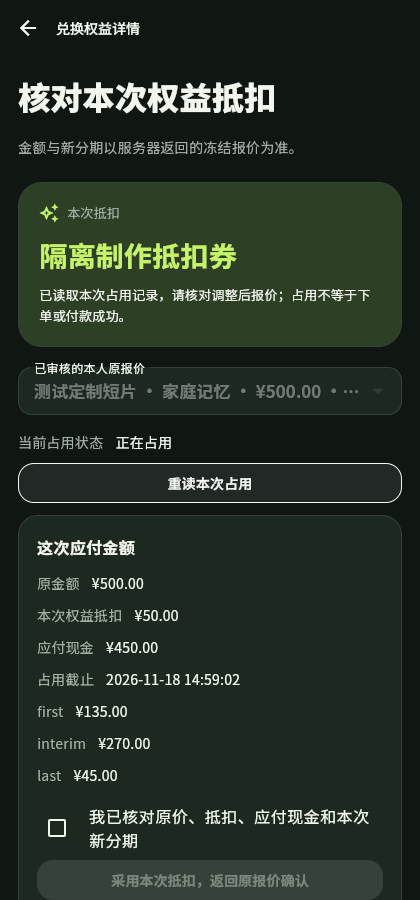 兑换权益详情
核对本次权益抵扣
金额与新分期以服务器返回的冻结报价为准。
本次抵扣
隔离制作抵扣券
已读取本次占用记录，请核对调整后报价；占用不等于下
单或付款成功。
已审核的本人原报价
测试定制短片 • 家庭记忆 • ¥500.00 • ···
当前占用状态 正在占用
重读本次占用
这次应付金额
原金额 ¥500.00
本次权益抵扣 ¥50.00
应付现金 ¥450.00
占用截止 2026-11-18 14:59:02
first ¥135.00
interim ¥270.00
last ¥45.00
我已核对原价、抵扣、应付现金和本次
新分期
采用本次抵扣，返回原报价确认